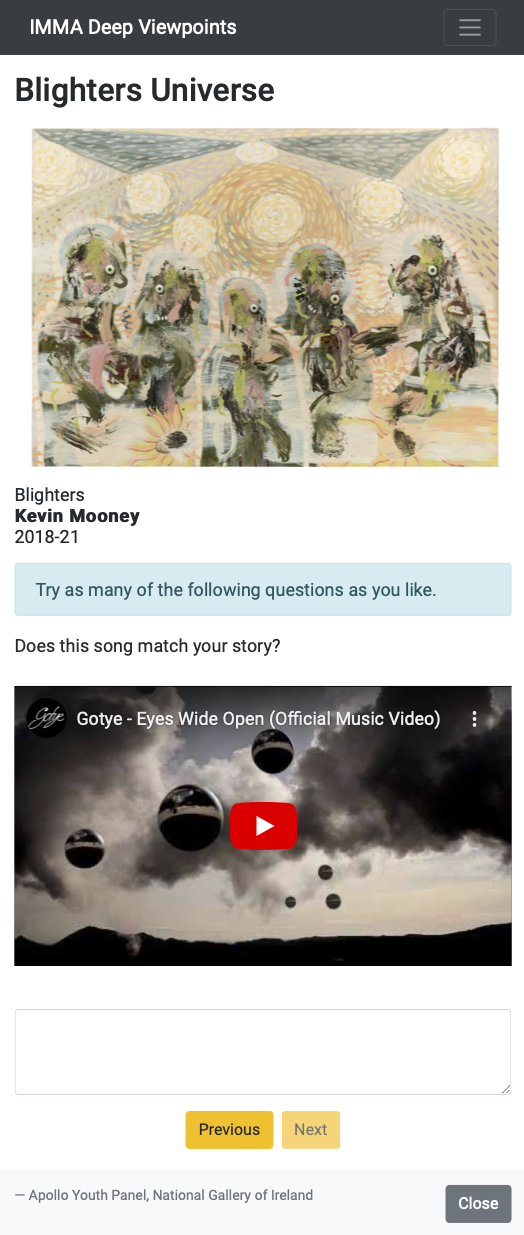 IMMA Deep Viewpoints
Blighters Universe
Blighters
Kevin Mooney
2018-21
Try as many of the following questions as you like.
Does this song match your story?
Gotye
Gotye - Eyes Wide Open (Official Music Video)
Previous
Next
— Apollo Youth Panel, National Gallery of Ireland
Close